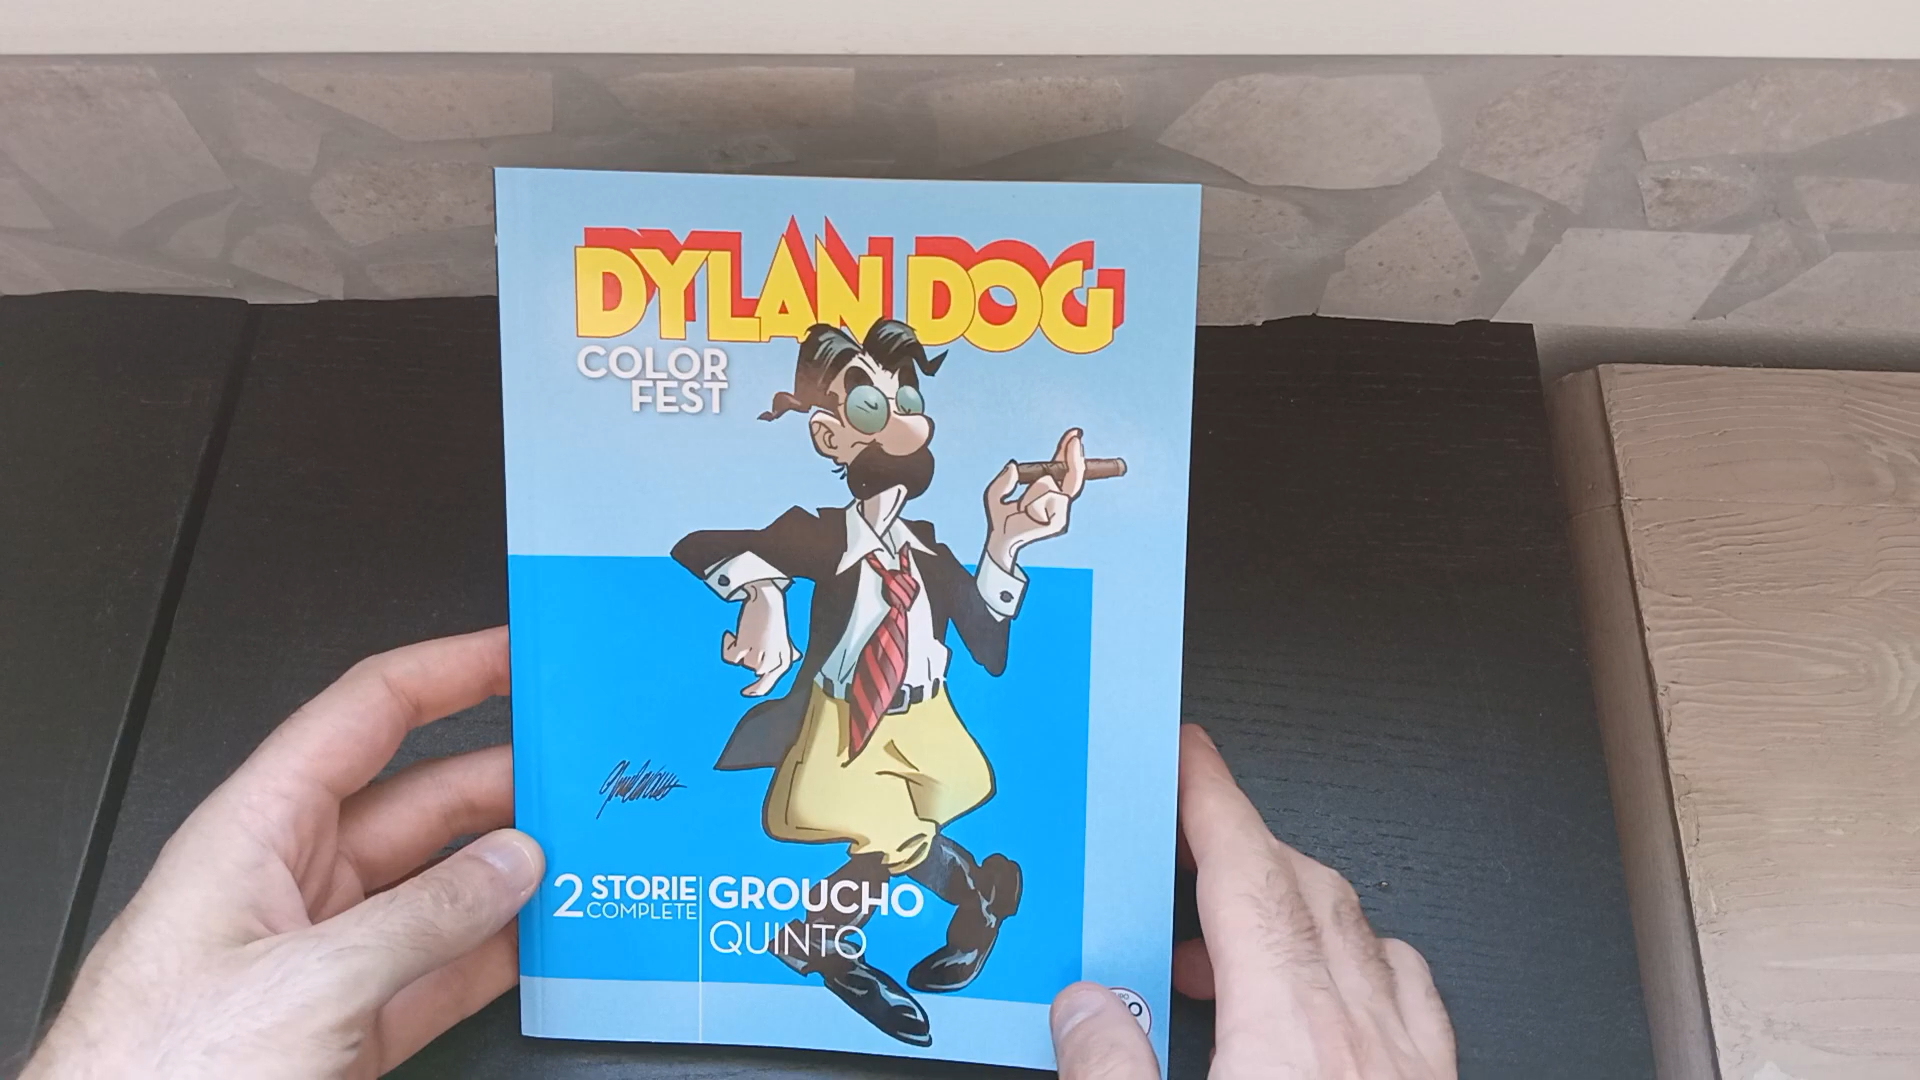 DYLAN DOG
COLOR
FEST
2 STORIE
COMPLETE
GROUCHO
QUINTO